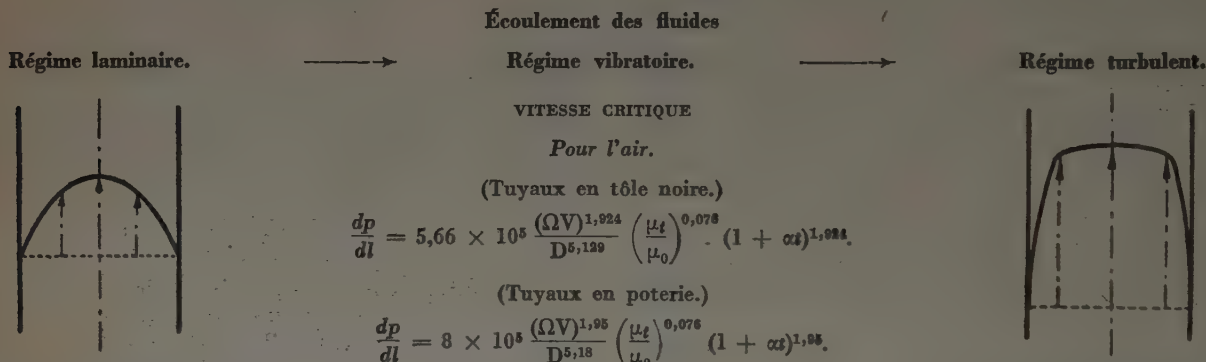 Écoulement des fluides
Régime laminaire. → Régime vibratoire. → Régime turbulent.
VITESSE CRITIQUE
Pour l'air.
(Tuyaux en tôle noire.)
dp/dl = 5,66 × 10⁵ (ΩV)^1,924 / D^5,129 (μt/μ0)^0,076 · (1 + αt)^1,924.
(Tuyaux en poterie.)
dp/dl = 8 × 10⁵ (ΩV)^1,95 / D^5,18 (μt/μ0)^0,076 (1 + αt)^1,95.